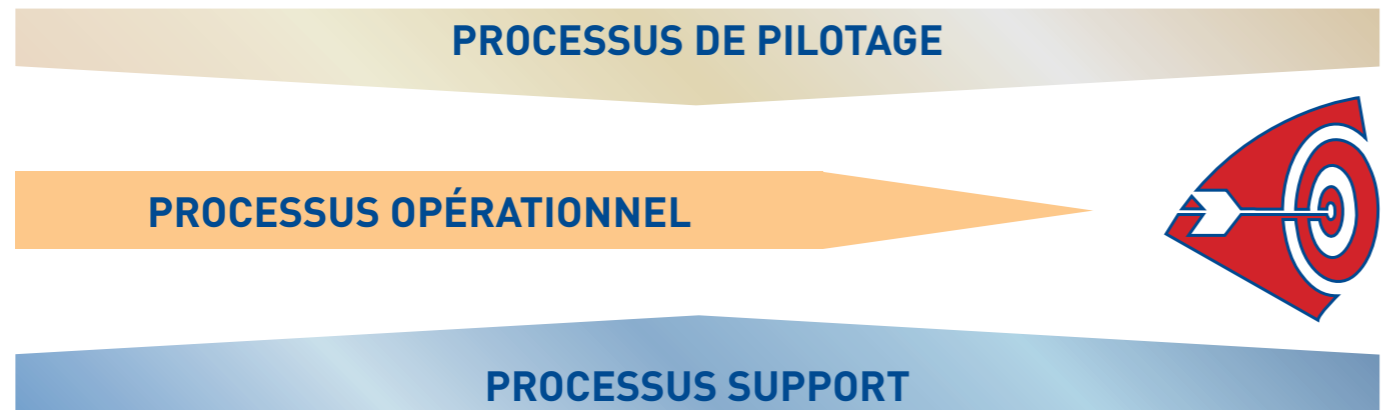 PROCESSUS DE PILOTAGE
PROCESSUS OPÉRATIONNEL
PROCESSUS SUPPORT